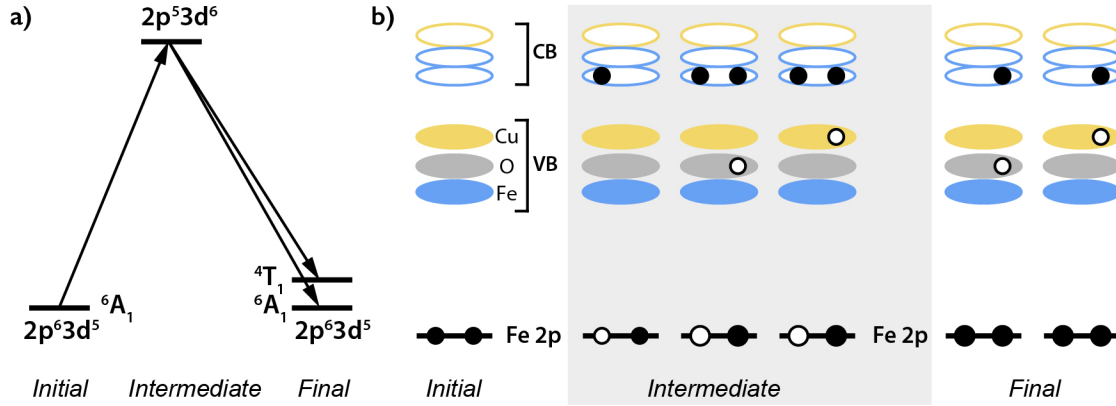 a)
2p⁵3d⁶
⁴T₁
⁶A₁
⁶A₁
2p⁶3d⁵
2p⁶3d⁵
Initial
Intermediate
Final
b)
CB
Cu
O
VB
Fe
Fe 2p
Fe 2p
Initial
Intermediate
Final